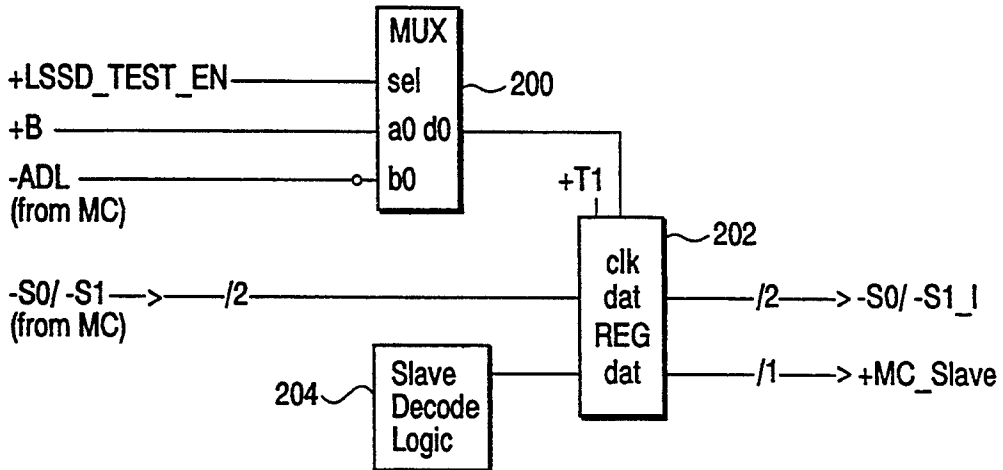 MUX
+LSSD_TEST_EN
sel
200
+B
a0 d0
-ADL
b0
(from MC)
+T1
202
clk
-S0/ -S1
/2
dat
/2
-S0/ -S1_I
(from MC)
REG
dat
/1
+MC_Slave
204
Slave
Decode
Logic